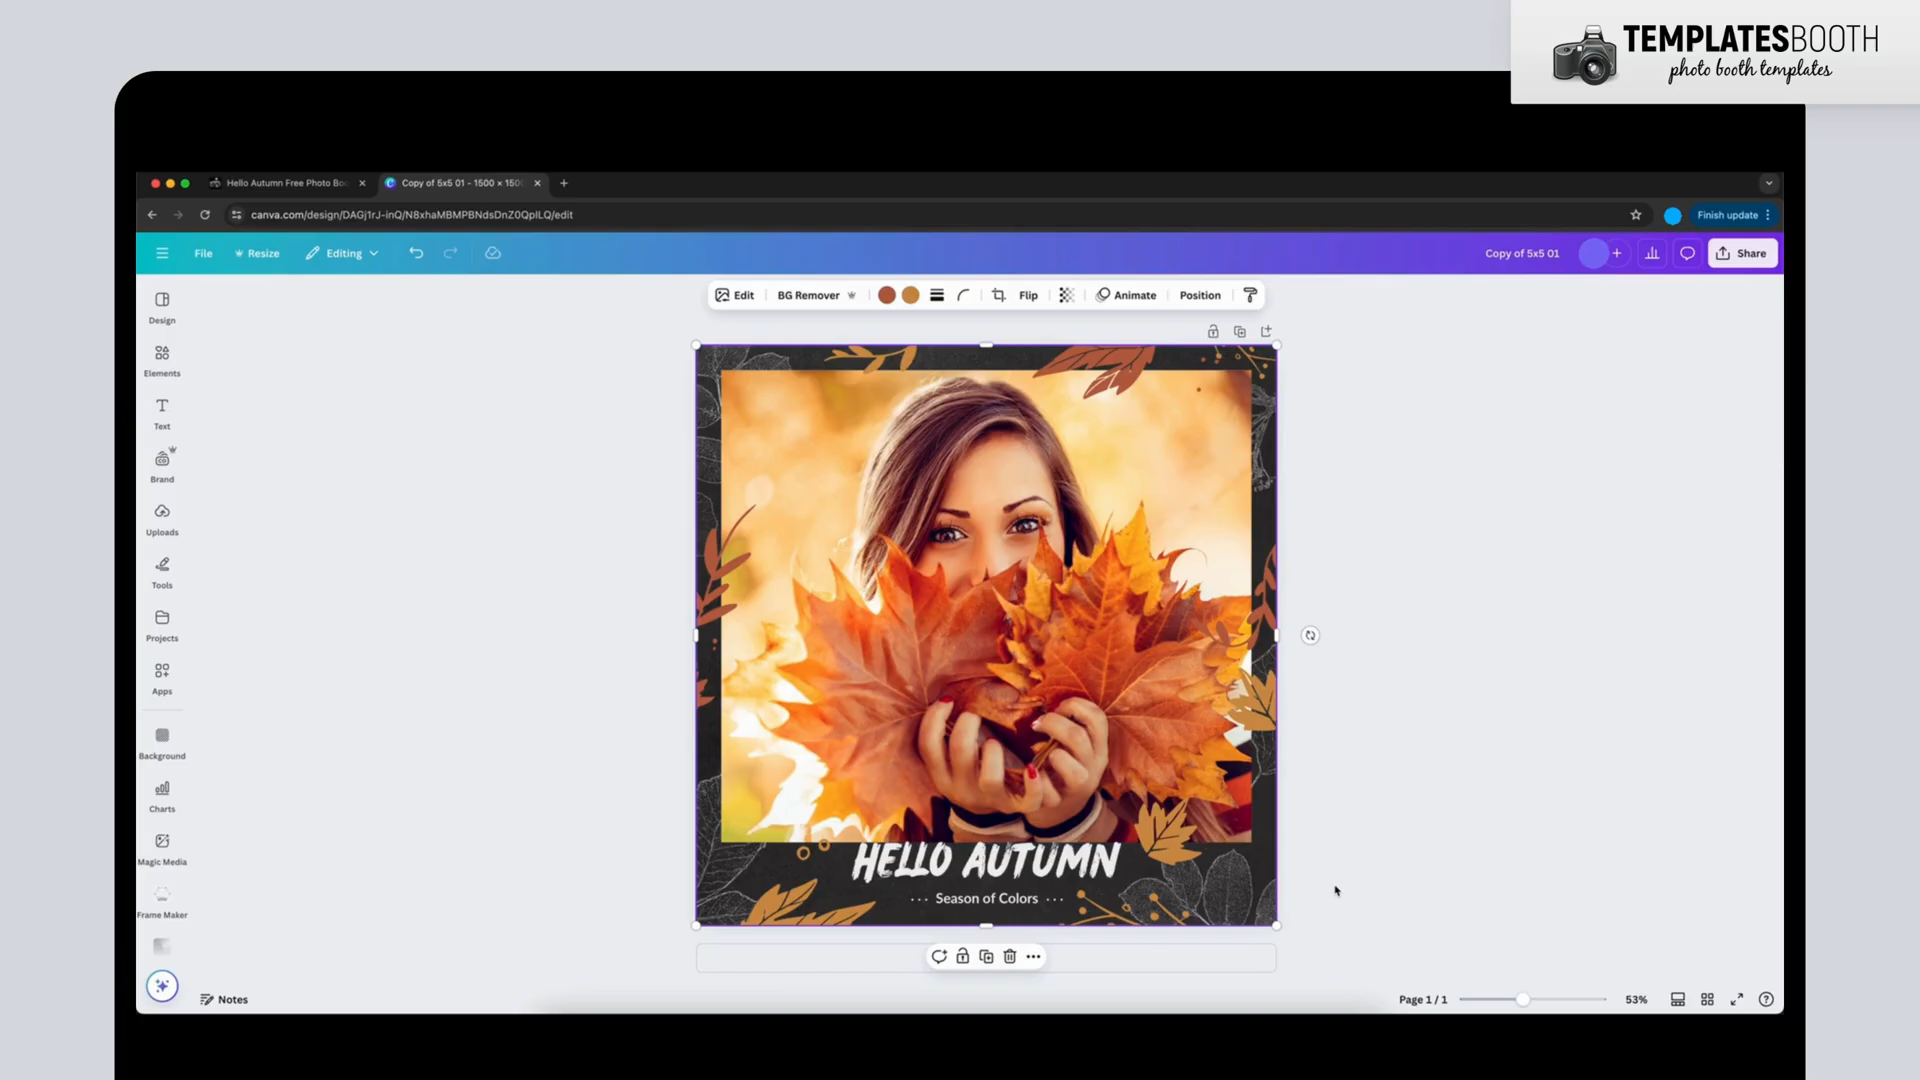 TEMPLATESBOOTH
photo booth templates
Hello Autumn Free Photo Boo
Copy of 5x5 01 - 1500 × 150
canva.com/design/DAGj1rJ-inQ/N8xhaMBMPBNdsDnZ0QpILQ/edit
Finish update
File
Resize
Editing
Copy of 5x5 01
Share
Edit
BG Remover
Flip
Animate
Position
Design
Elements
Text
Brand
Uploads
Tools
Projects
Apps
Background
Charts
Magic Media
Frame Maker
HELLO AUTUMN
··· Season of Colors ···
Notes
Page 1 / 1
53%